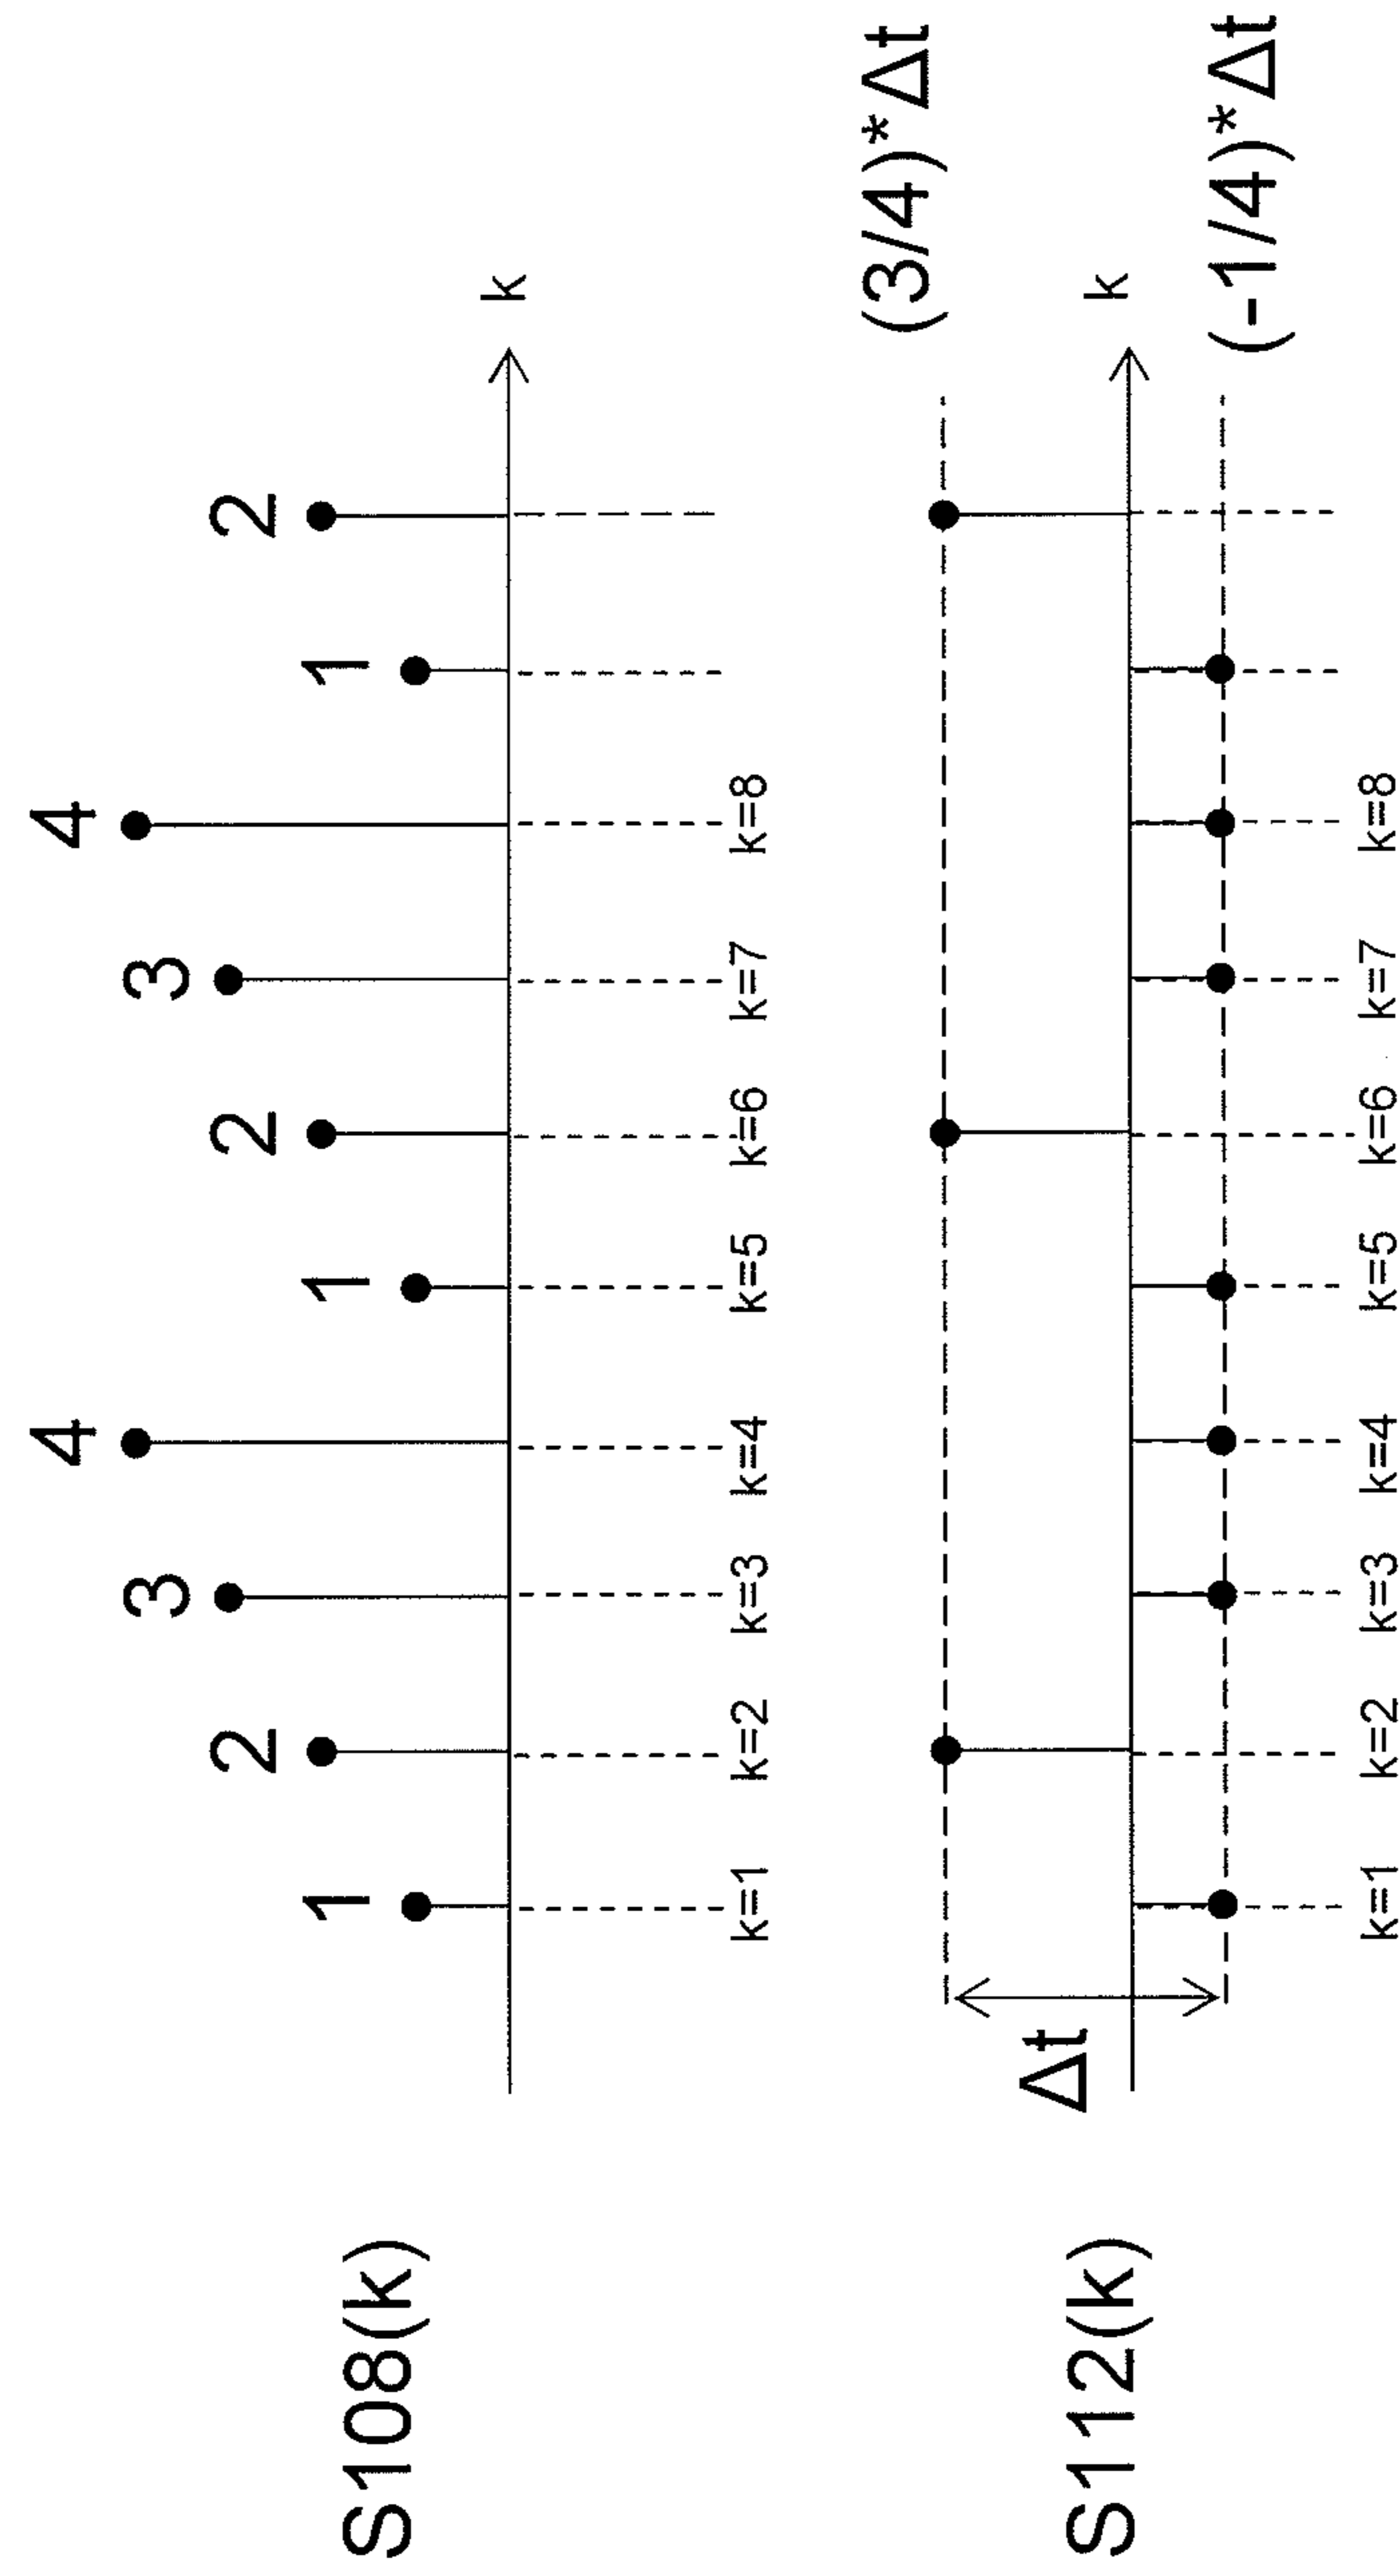 4 4
3 3
2 2 2
1 1 1
S108(k)
k
k=1 k=2 k=3 k=4 k=5 k=6 k=7 k=8
(3/4)*Δt
Δt
S112(k)
k
(-1/4)*Δt
k=1 k=2 k=3 k=4 k=5 k=6 k=7 k=8